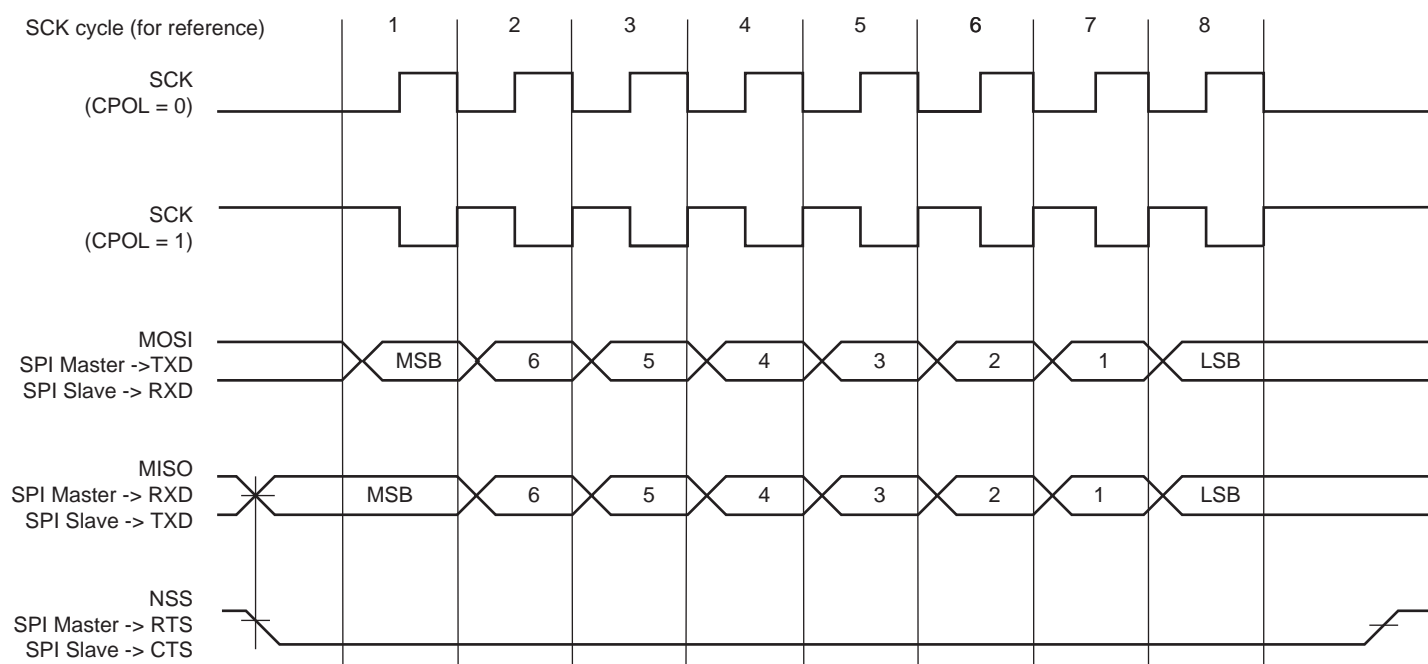 SCK cycle (for reference) 1 2 3 4 5 6 7 8
SCK
(CPOL = 0)
SCK
(CPOL = 1)
MOSI
SPI Master ->TXD
SPI Slave -> RXD
MSB 6 5 4 3 2 1 LSB
MISO
SPI Master -> RXD
SPI Slave -> TXD
MSB 6 5 4 3 2 1 LSB
NSS
SPI Master -> RTS
SPI Slave -> CTS